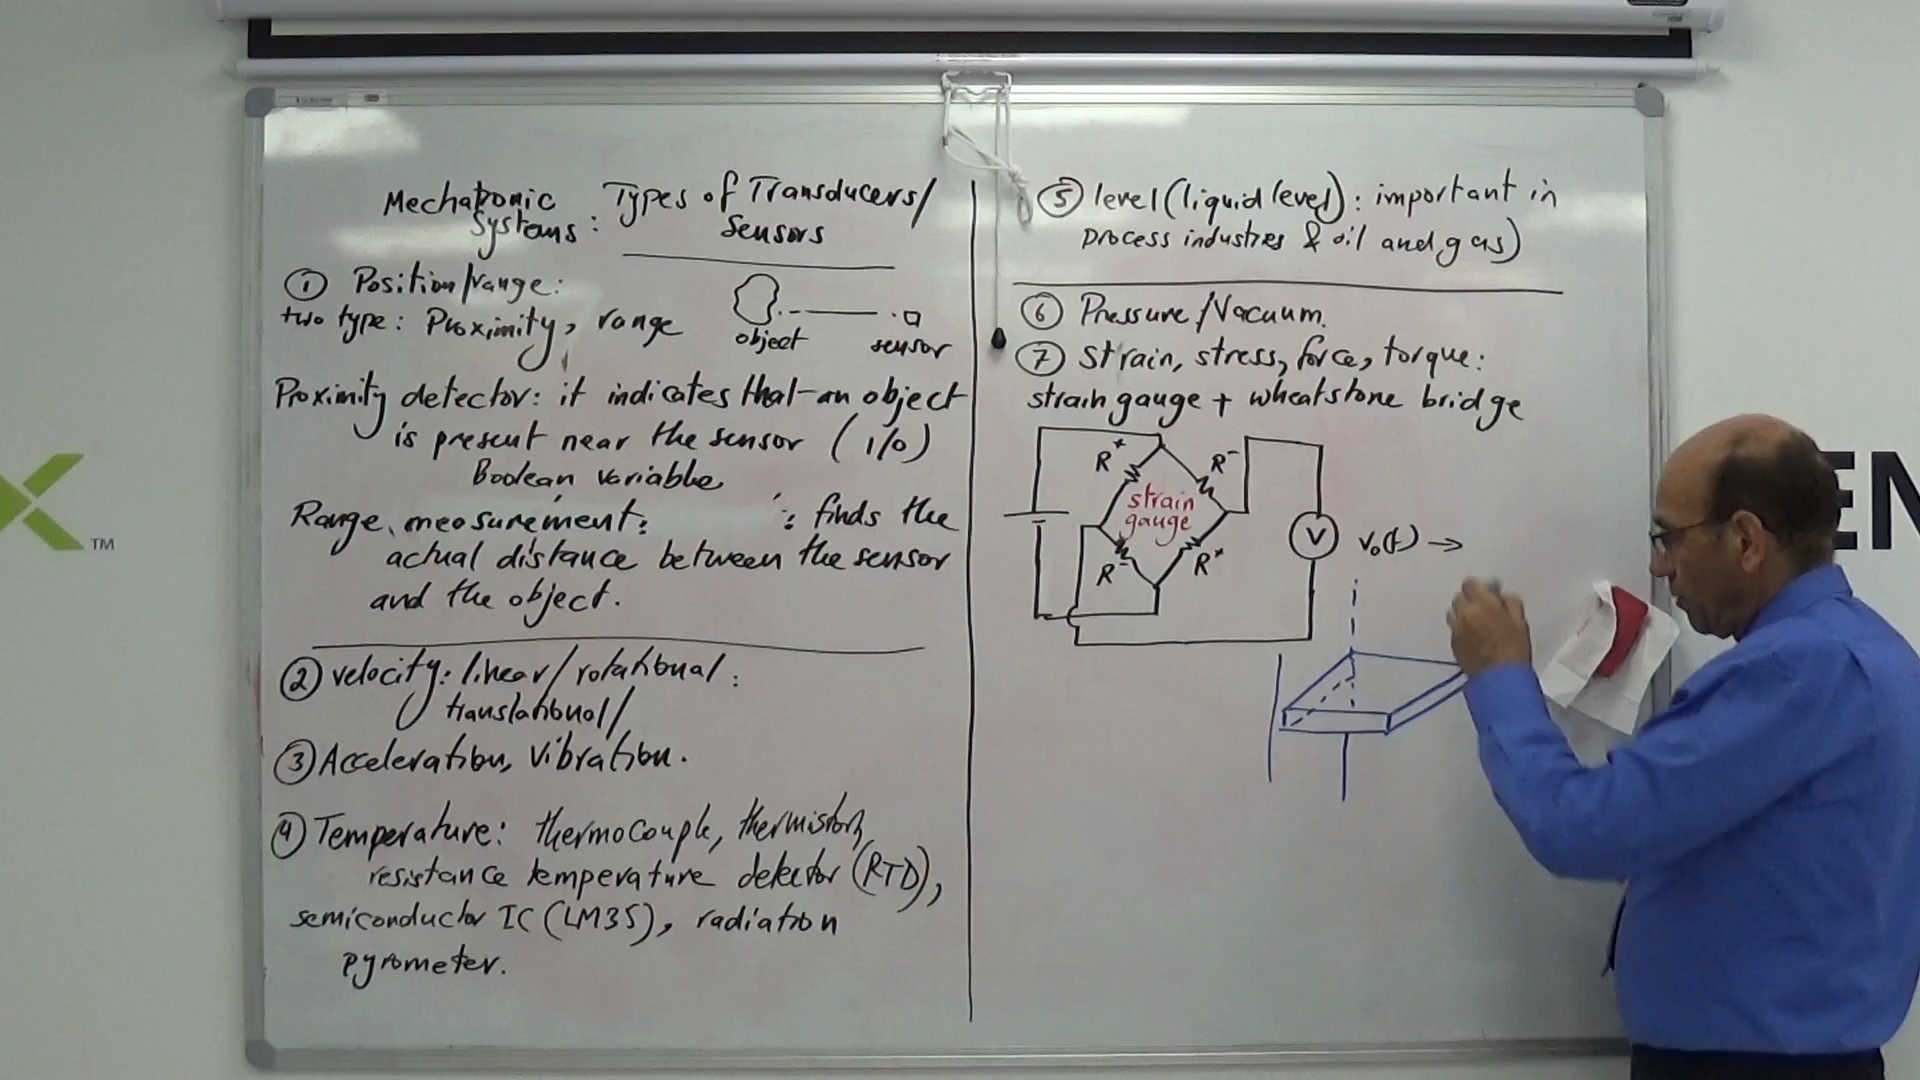 Mechatronic Types of Transducers/
Systems: Sensors
① Position/range:
two type: Proximity, range
object sensor
Proximity detector: it indicates that an object
is present near the sensor (1/0)
Boolean variable
Range measurement: : finds the
actual distance between the sensor
and the object.
② velocity: linear/rotational:
translational/
③ Acceleration, Vibration.
④ Temperature: thermocouple, thermistor,
resistance temperature detector (RTD),
semiconductor IC (LM35), radiation
pyrometer.
⑤ level (liquid level): important in
process industries & oil and gas)
⑥ Pressure/Vacuum.
⑦ strain, stress, force, torque:
strain gauge + wheatstone bridge
R+ R-
strain
gauge
R- R+
V
v₀(t) →
X
TM
EN